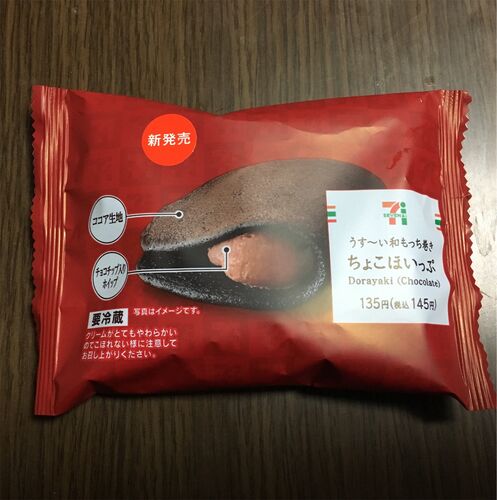 新発売
7i
SEVEN&i
うす〜い和もっち巻き
ちょこほいっぷ
Dorayaki (Chocolate)
135円(税込145円)
ココア生地
チョコチップ入り
ホイップ
要冷蔵 写真はイメージです。
クリームがとてもやわらかい
のでこぼれない様に注意して
お召し上がりください。